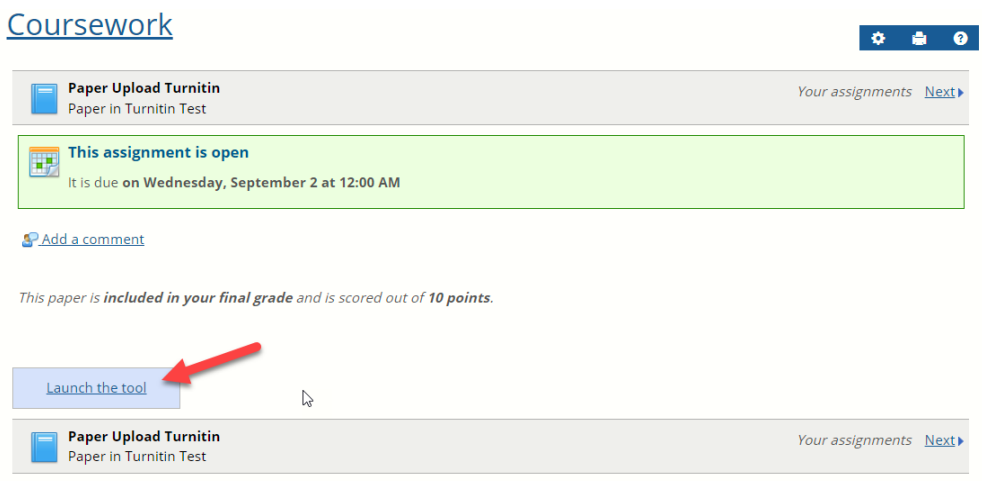 Coursework
Paper Upload Turnitin
Your assignments Next
Paper in Turnitin Test
This assignment is open
It is due on Wednesday, September 2 at 12:00 AM
Add a comment
This paper is included in your final grade and is scored out of 10 points.
Launch the tool
Paper Upload Turnitin
Your assignments Next
Paper in Turnitin Test